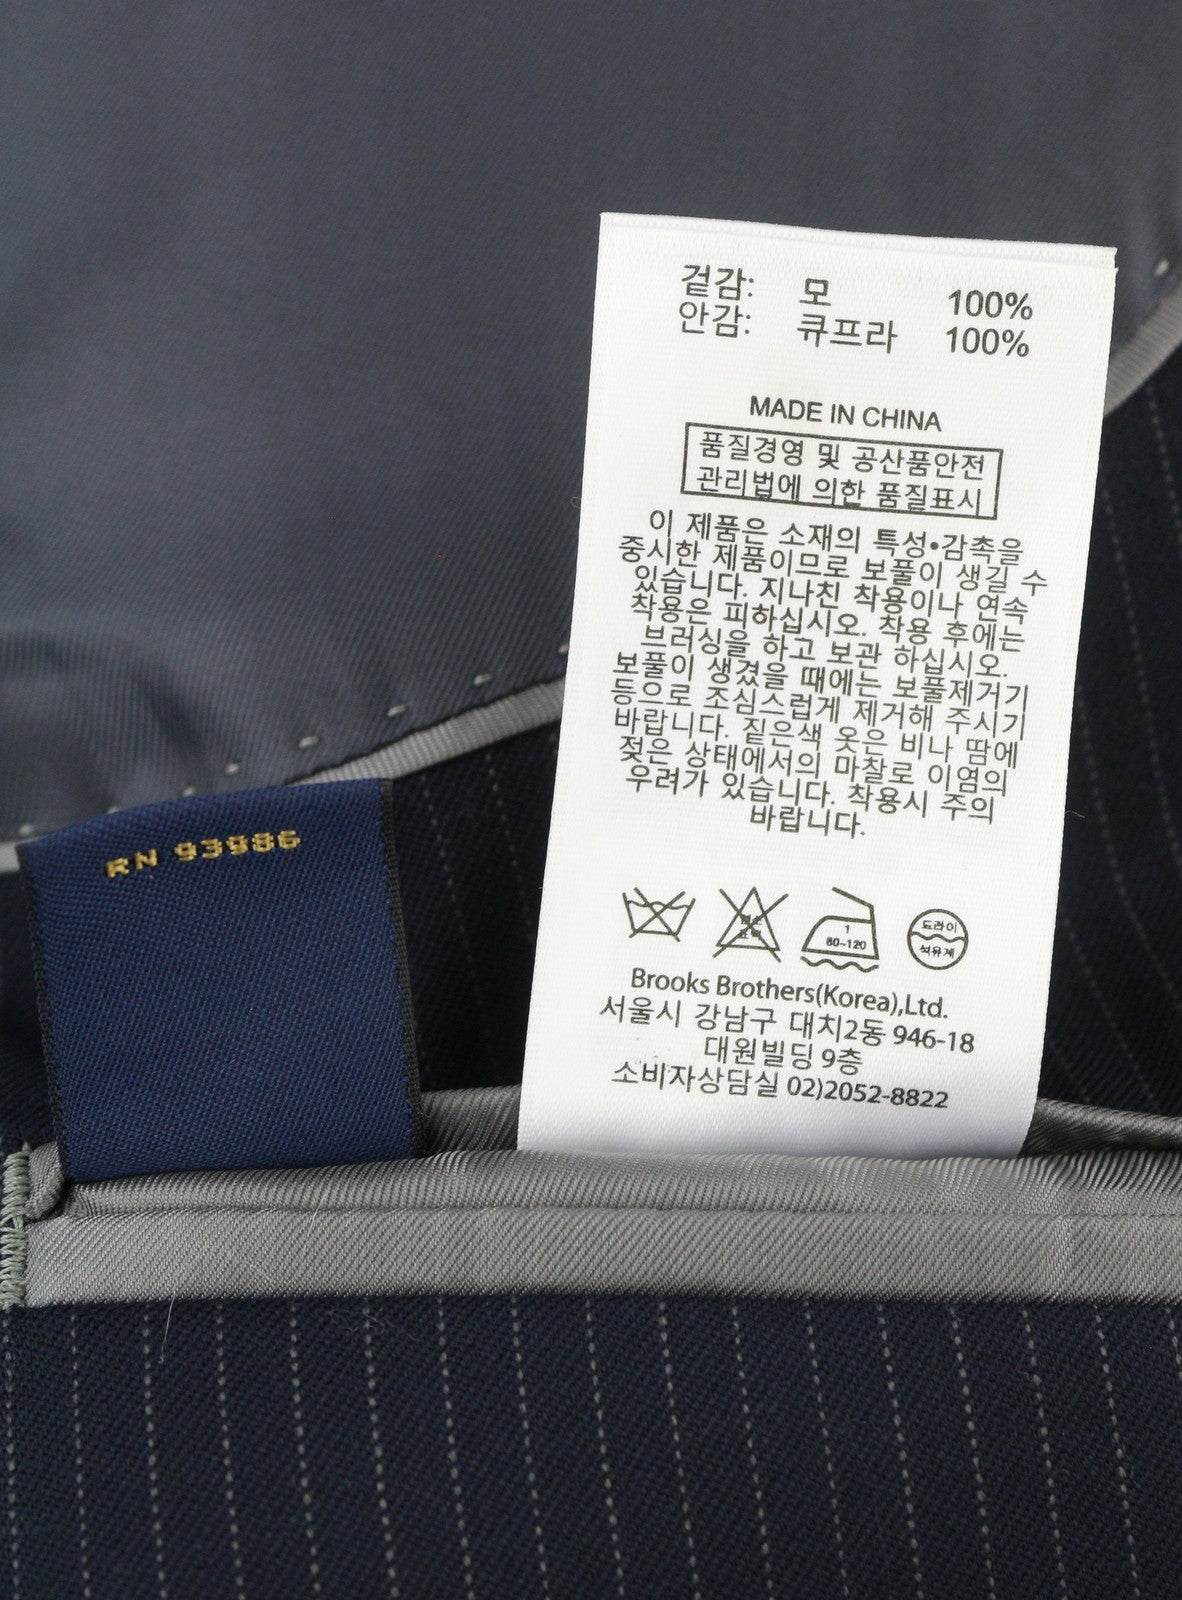 겉감: 모 100%
안감: 큐프라 100%
MADE IN CHINA
품질경영 및 공산품안전
관리법에 의한 품질표시
이 제품은 소재의 특성•감촉을
중시한 제품이므로 보풀이 생길 수
있습니다. 지나친 착용이나 연속
착용은 피하십시오. 착용 후에는
브러싱을 하고 보관 하십시오.
보풀이 생겼을 때에는 보풀제거기
등으로 조심스럽게 제거해 주시기
바랍니다. 짙은색 옷은 비나 땀에
젖은 상태에서의 마찰로 이염의
우려가 있습니다. 착용시 주의
바랍니다.
1
80~120
드라이
석유계
Brooks Brothers(Korea),Ltd.
서울시 강남구 대치2동 946-18
대원빌딩 9층
소비자상담실 02)2052-8822
RN 93986